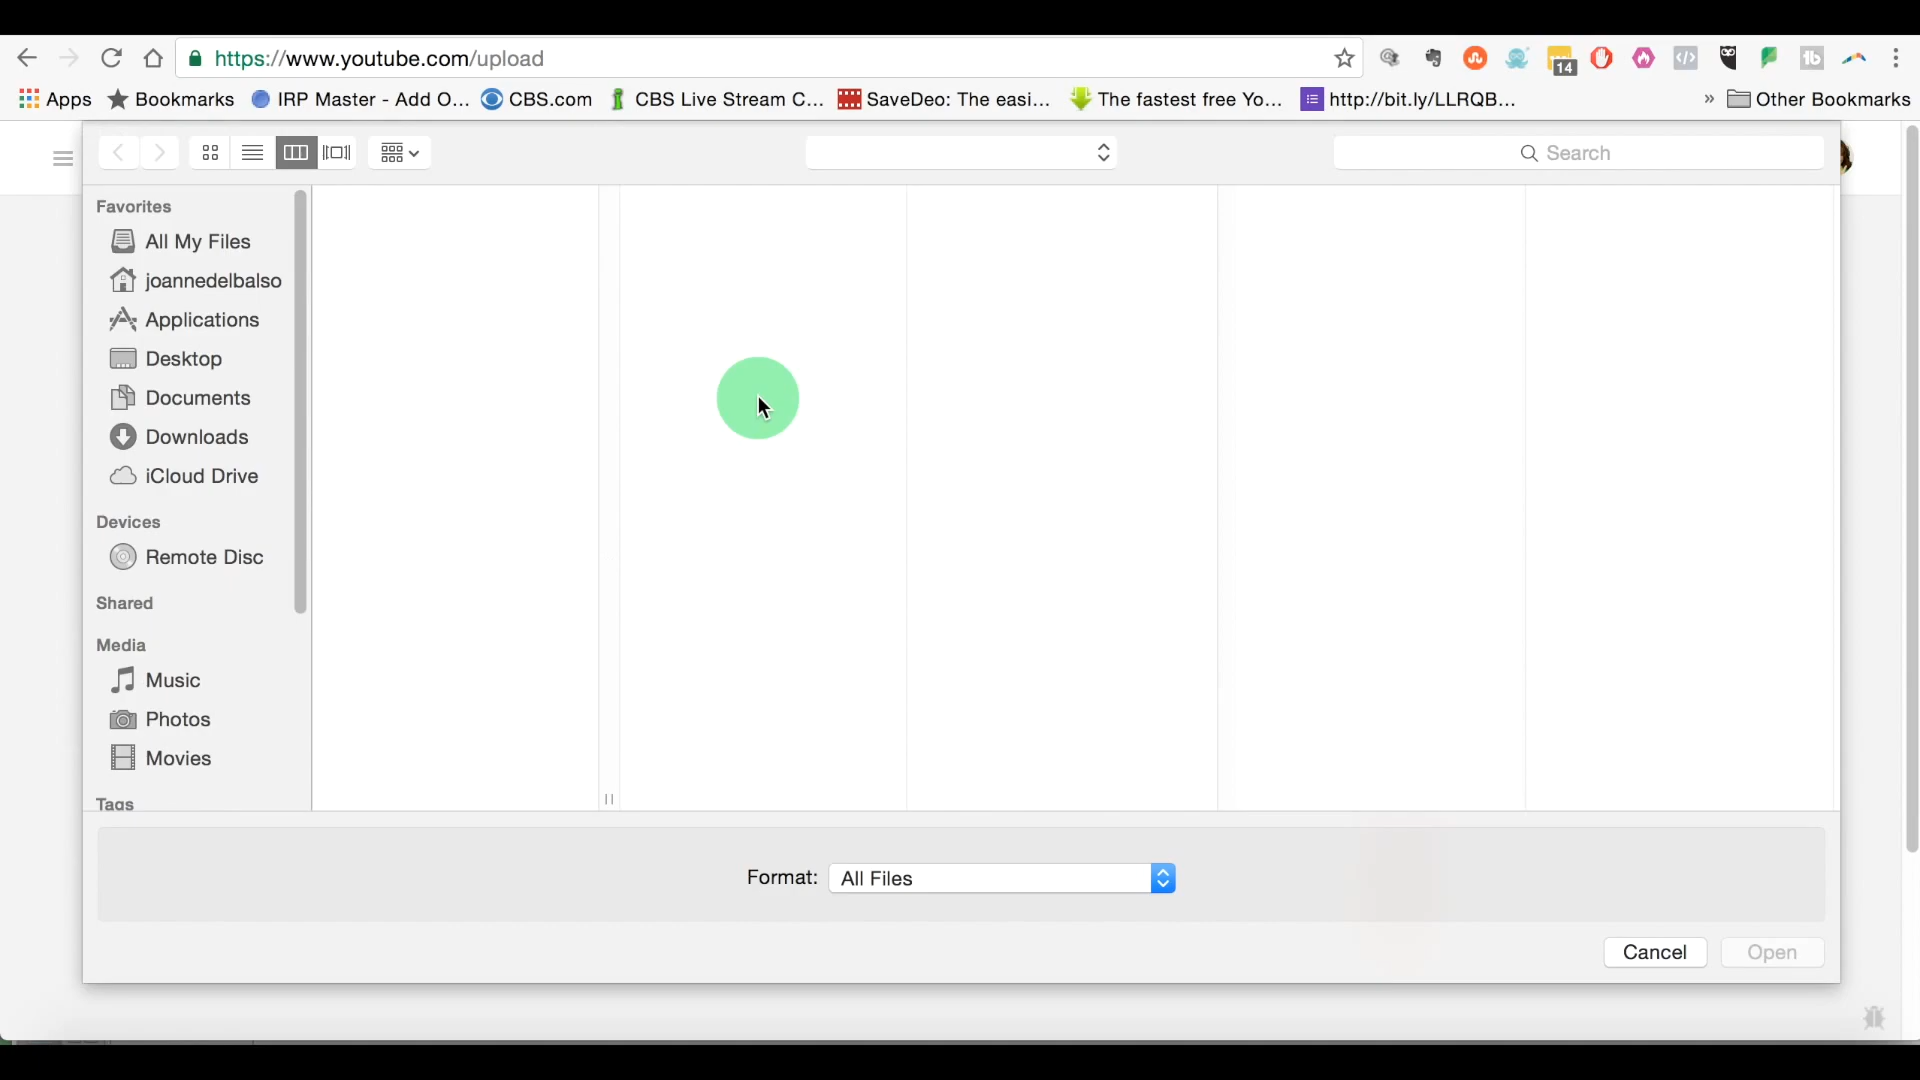 https://www.youtube.com/upload
14
Apps Bookmarks IRP Master - Add O... CBS.com CBS Live Stream C... SaveDeo: The easi... The fastest free Yo... http://bit.ly/LLRQB... » Other Bookmarks
Search
Favorites
All My Files
joannedelbalso
Applications
Desktop
Documents
Downloads
iCloud Drive
Devices
Remote Disc
Shared
Media
Music
Photos
Movies
Tags
Format: All Files
Cancel Open